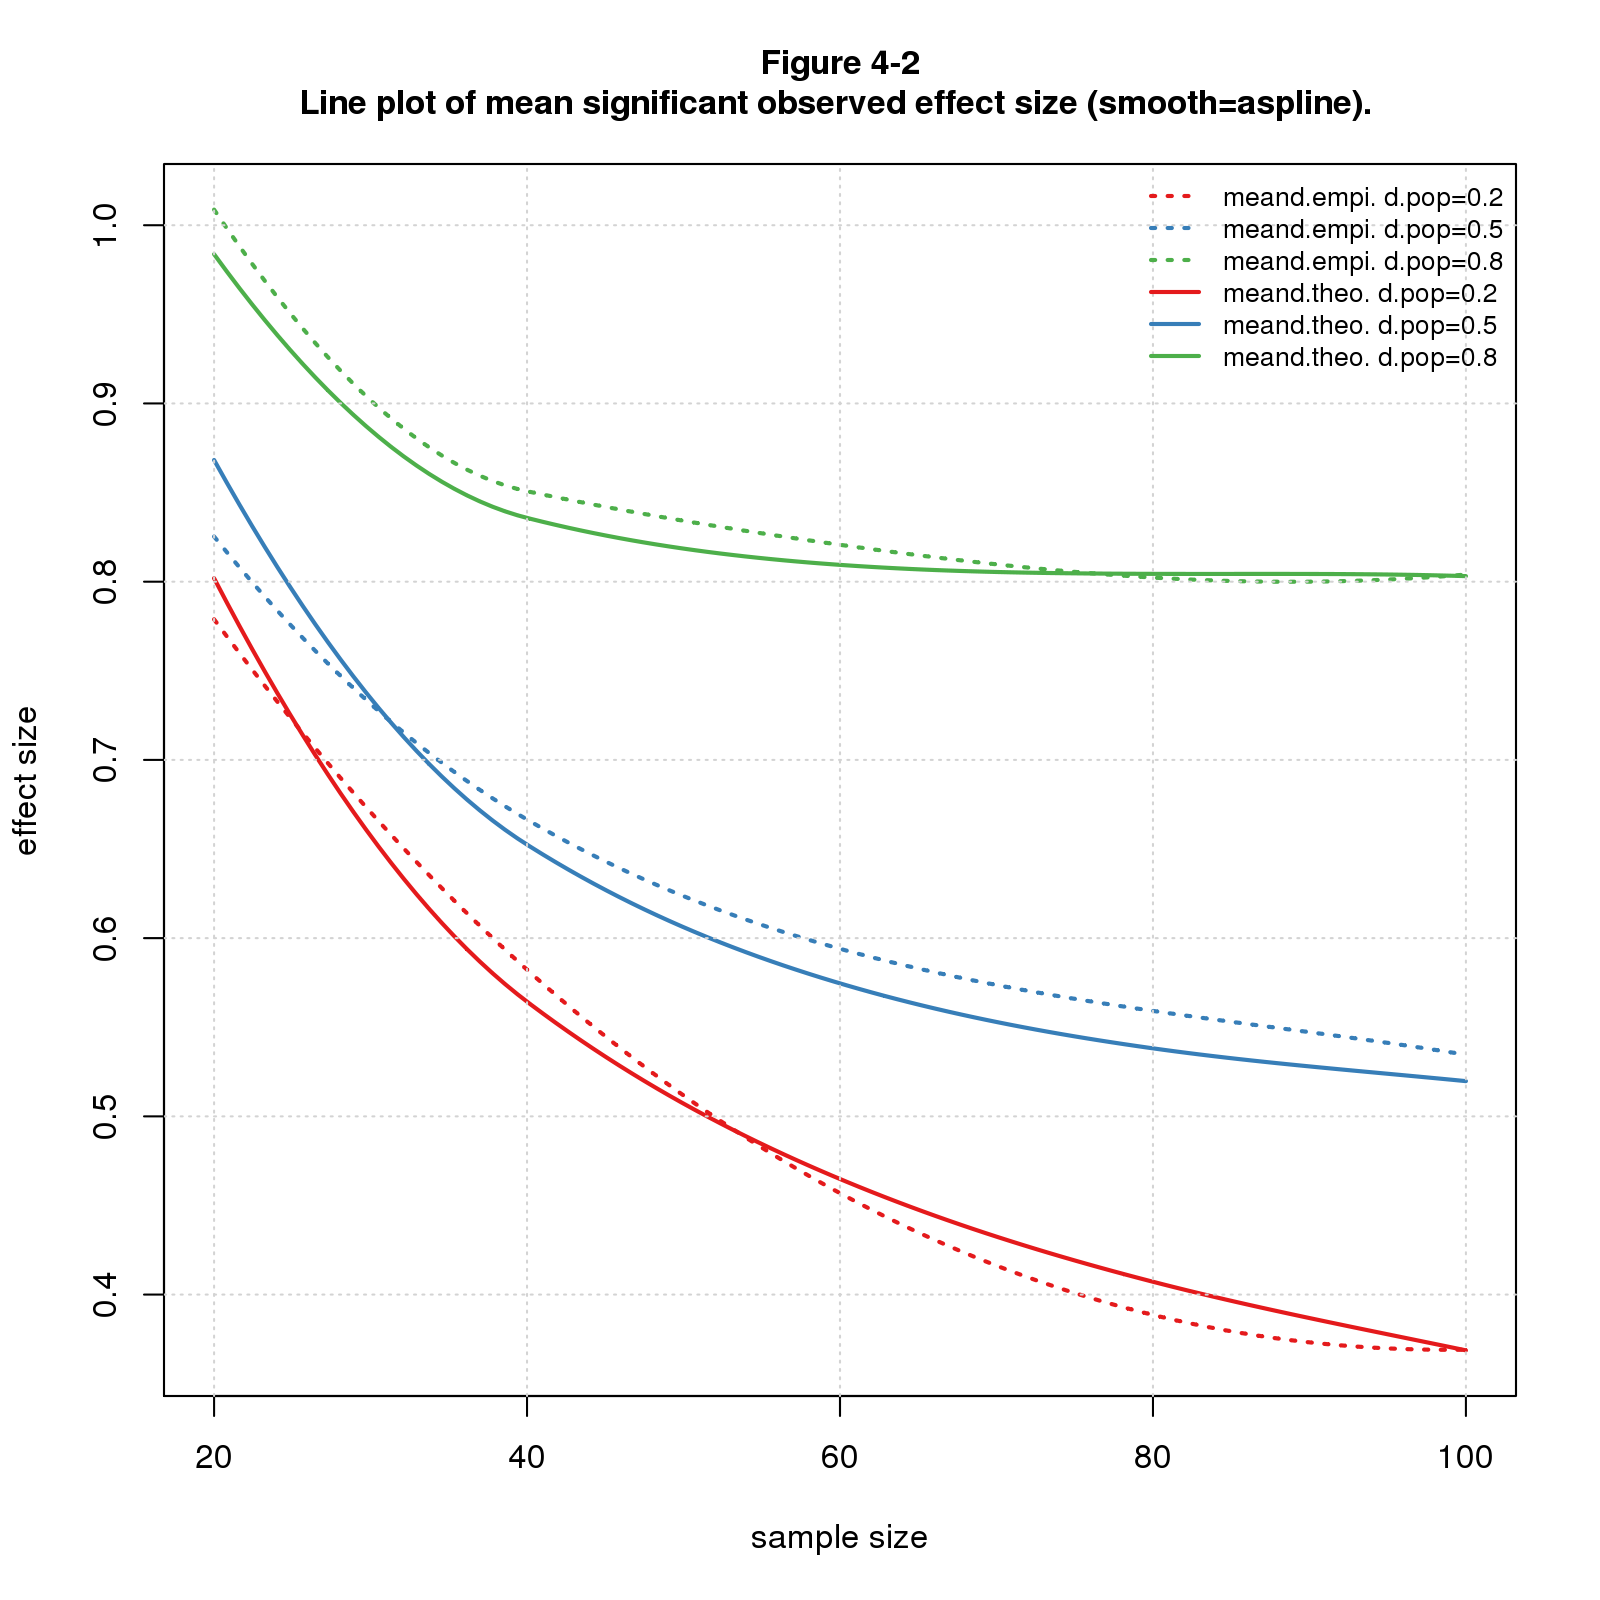 Figure 4-2
Line plot of mean significant observed effect size (smooth=aspline).
meand.empi. d.pop=0.2
meand.empi. d.pop=0.5
meand.empi. d.pop=0.8
meand.theo. d.pop=0.2
meand.theo. d.pop=0.5
meand.theo. d.pop=0.8
1.0
0.9
0.8
0.7
0.6
0.5
0.4
effect size
20
40
60
80
100
sample size